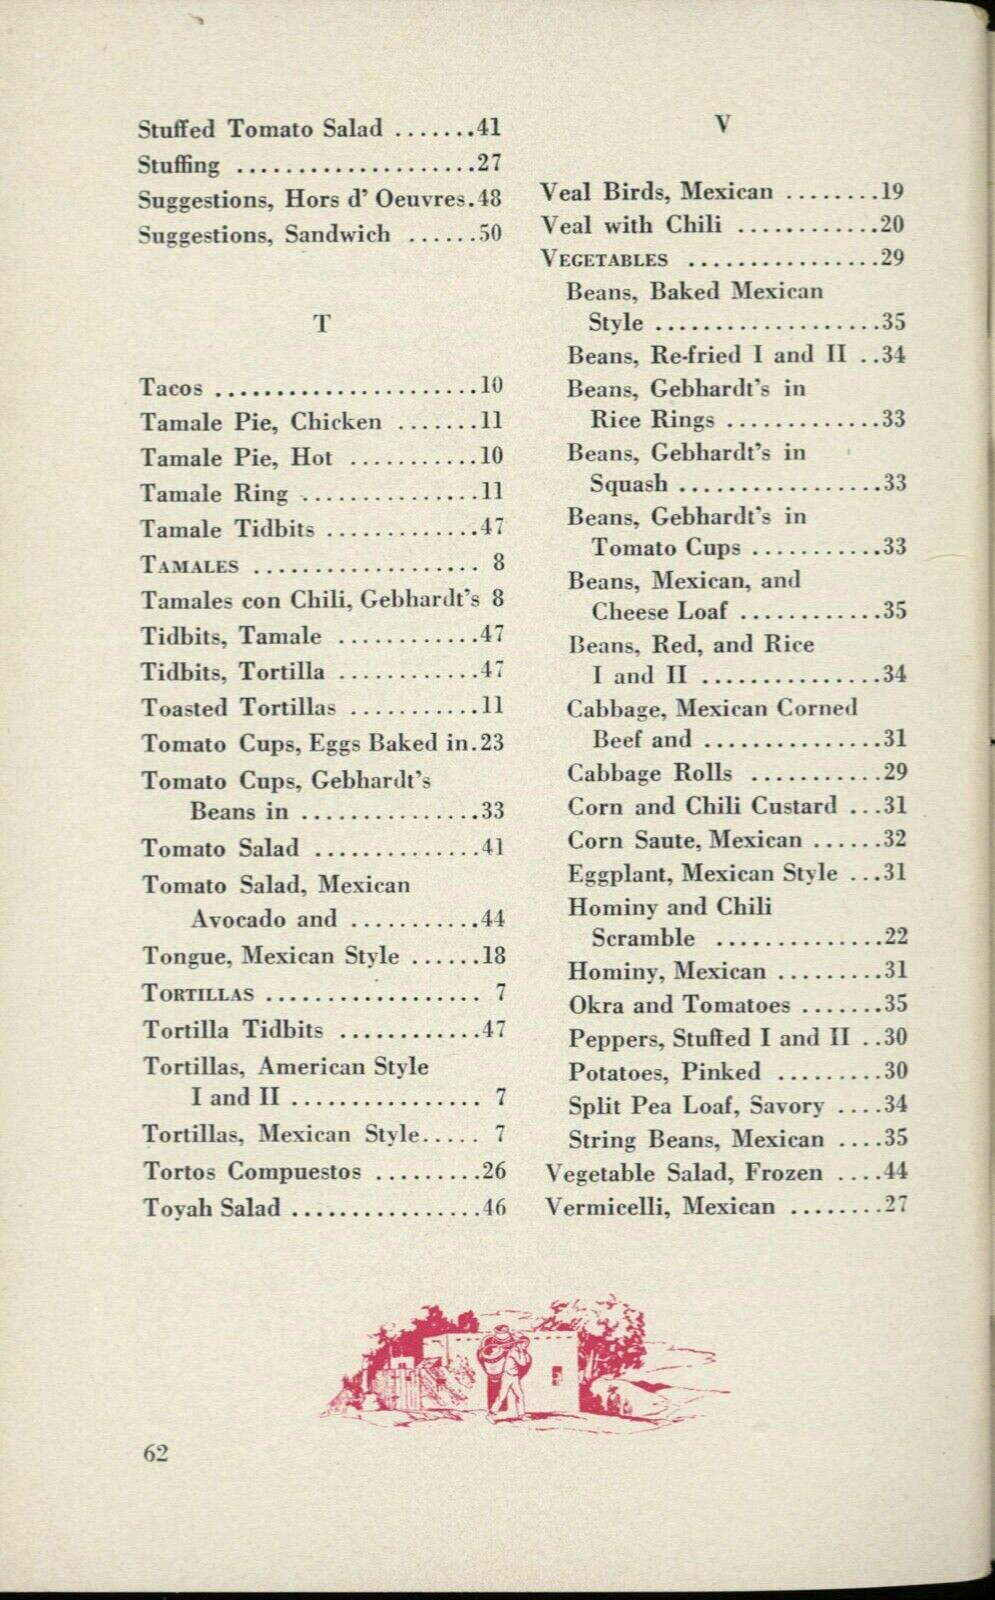 Stuffed Tomato Salad .......41
Stuffing .....................27
Suggestions, Hors d' Oeuvres.48
Suggestions, Sandwich ......50
T
Tacos .......................10
Tamale Pie, Chicken .......11
Tamale Pie, Hot ...........10
Tamale Ring ...............11
Tamale Tidbits .............47
TAMALES ................... 8
Tamales con Chili, Gebhardt's 8
Tidbits, Tamale ............47
Tidbits, Tortilla ............47
Toasted Tortillas ...........11
Tomato Cups, Eggs Baked in.23
Tomato Cups, Gebhardt's
Beans in ................33
Tomato Salad ..............41
Tomato Salad, Mexican
Avocado and ...........44
Tongue, Mexican Style ......18
TORTILLAS .................. 7
Tortilla Tidbits ............47
Tortillas, American Style
I and II ................ 7
Tortillas, Mexican Style..... 7
Tortos Compuestos .........26
Toyah Salad ................46
V
Veal Birds, Mexican ........19
Veal with Chili ............20
VEGETABLES ................29
Beans, Baked Mexican
Style ....................35
Beans, Re-fried I and II ..34
Beans, Gebhardt's in
Rice Rings .............33
Beans, Gebhardt's in
Squash .................33
Beans, Gebhardt's in
Tomato Cups ...........33
Beans, Mexican, and
Cheese Loaf ............35
Beans, Red, and Rice
I and II ...............34
Cabbage, Mexican Corned
Beef and ...............31
Cabbage Rolls ...........29
Corn and Chili Custard ...31
Corn Saute, Mexican ......32
Eggplant, Mexican Style ...31
Hominy and Chili
Scramble ..............22
Hominy, Mexican .........31
Okra and Tomatoes .......35
Peppers, Stuffed I and II ..30
Potatoes, Pinked .........30
Split Pea Loaf, Savory ....34
String Beans, Mexican ....35
Vegetable Salad, Frozen ....44
Vermicelli, Mexican ........27
62